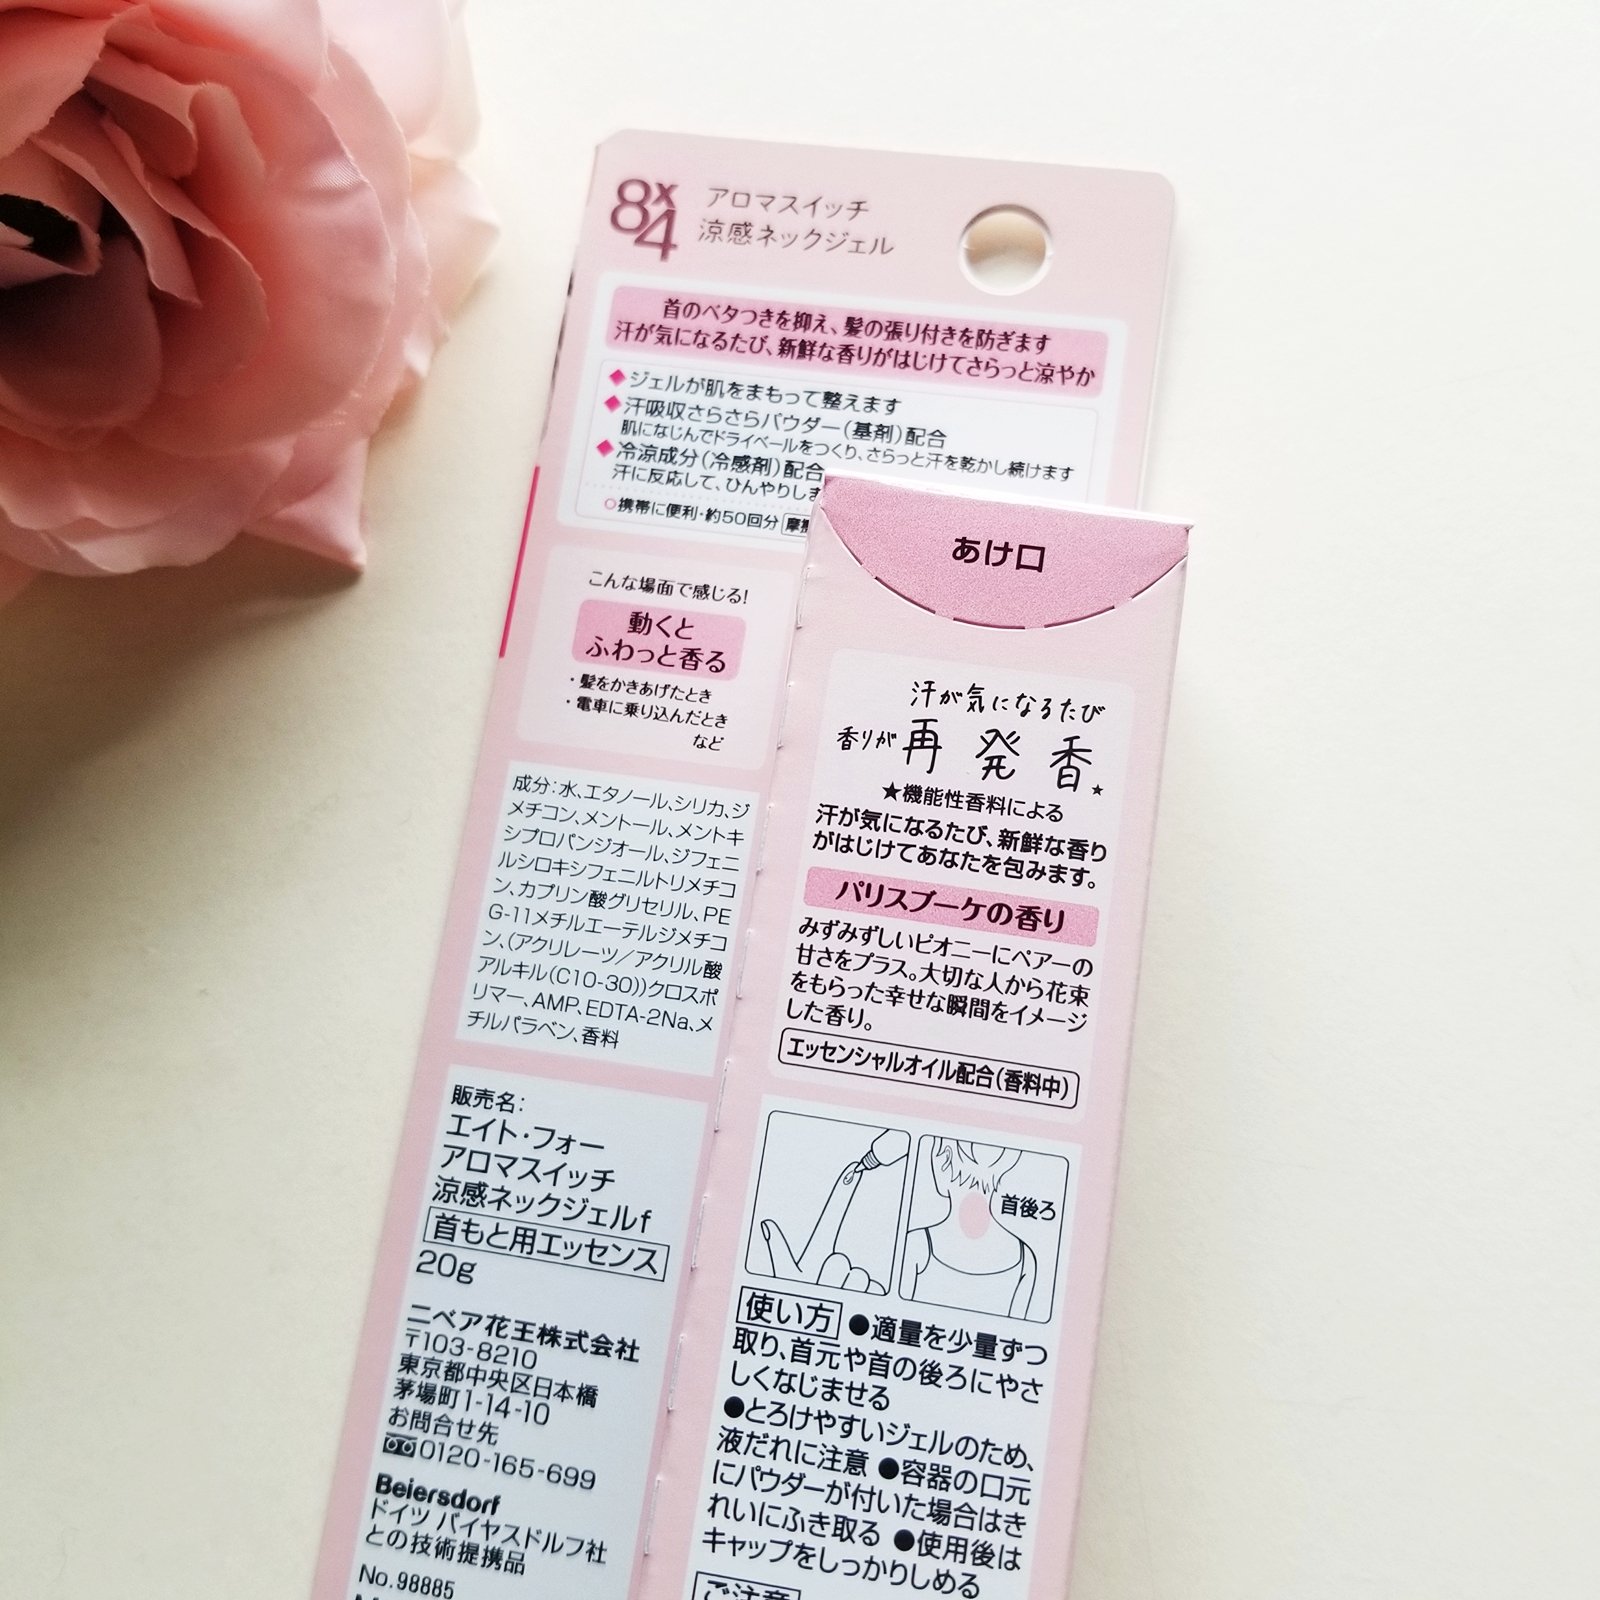 8x4
アロマスイッチ
涼感ネックジェル
首のベタつきを抑え、髪の張り付きを防ぎます
汗が気になるたび、新鮮な香りがはじけてさらっと涼やか
◆ジェルが肌をまもって整えます
◆汗吸収さらさらパウダー(基剤)配合
肌になじんでドライベールをつくり、さらっと汗を乾かし続けます
◆冷涼成分(冷感剤)配合
汗に反応して、ひんやりしま
○携帯に便利・約50回分
こんな場面で感じる!
動くと
ふわっと香る
・髪をかきあげたとき
・電車に乗り込んだとき
など
成分:水、エタノール、シリカ、ジ
メチコン、メントール、メントキ
シプロパンジオール、ジフェニ
ルシロキシフェニルトリメチコ
ン、カプリン酸グリセリル、PE
G-11メチルエーテルジメチコ
ン、(アクリレーツ/アクリル酸
アルキル(C10-30))クロスポ
リマー、AMP、EDTA-2Na、メ
チルパラベン、香料
販売名:
エイト・フォー
アロマスイッチ
涼感ネックジェルf
首もと用エッセンス
20g
ニベア花王株式会社
〒103-8210
東京都中央区日本橋
茅場町1-14-10
お問合せ先
0120-165-699
Beiersdorf
ドイツ バイヤスドルフ社
との技術提携品
No.98885
あけ口
汗が気になるたび
香りが再発香★
★機能性香料による
汗が気になるたび、新鮮な香り
がはじけてあなたを包みます。
パリスブーケの香り
みずみずしいピオニーにペアーの
甘さをプラス。大切な人から花束
をもらった幸せな瞬間をイメージ
した香り。
エッセンシャルオイル配合(香料中)
首後ろ
使い方 ●適量を少量ずつ
取り、首元や首の後ろにやさ
しくなじませる
●とろけやすいジェルのため、
液だれに注意 ●容器の口元
にパウダーが付いた場合はき
れいにふき取る ●使用後は
キャップをしっかりしめる
ご注意